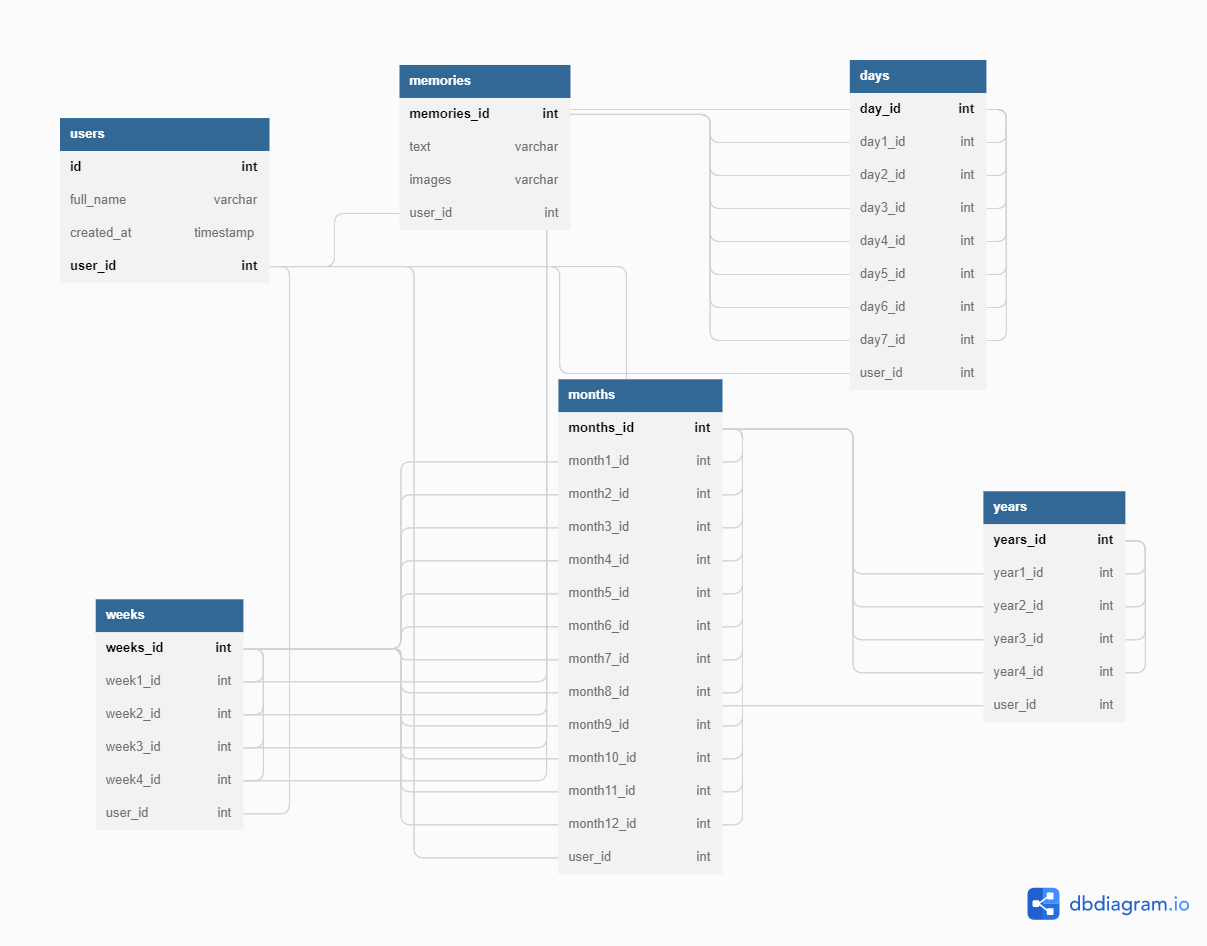 users
id int
full_name varchar
created_at timestamp
user_id int
memories
memories_id int
text varchar
images varchar
user_id int
days
day_id int
day1_id int
day2_id int
day3_id int
day4_id int
day5_id int
day6_id int
day7_id int
user_id int
months
months_id int
month1_id int
month2_id int
month3_id int
month4_id int
month5_id int
month6_id int
month7_id int
month8_id int
month9_id int
month10_id int
month11_id int
month12_id int
user_id int
years
years_id int
year1_id int
year2_id int
year3_id int
year4_id int
user_id int
weeks
weeks_id int
week1_id int
week2_id int
week3_id int
week4_id int
user_id int
dbdiagram.io